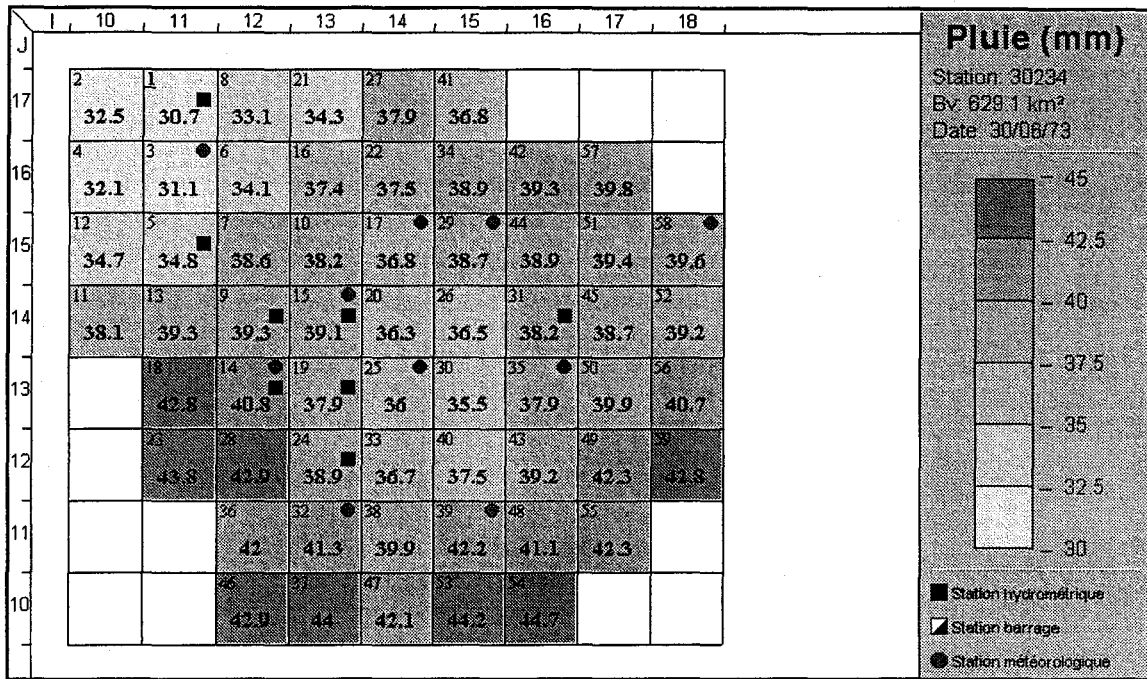 I 10 11 12 13 14 15 16 17 18
J
2 1 8 21 27 41
17 32.5 30.7 33.1 34.3 37.9 36.8
4 3 6 16 22 34 42 57
16 32.1 31.1 34.1 37.4 37.5 38.9 39.3 39.8
12 5 7 10 17 29 44 51 58
15 34.7 34.8 38.6 38.2 36.8 38.7 38.9 39.4 39.6
11 13 9 15 20 26 31 45 52
14 38.1 39.3 39.3 39.1 36.3 36.5 38.2 38.7 39.2
18 14 19 25 30 35 50 56
13 42.8 40.8 37.9 36 35.5 37.9 39.9 40.7
23 28 24 33 40 43 49 59
12 43.8 42.9 38.9 36.7 37.5 39.2 42.3 42.8
36 32 38 39 48 55
11 42 41.3 39.9 42.2 41.1 42.3
46 37 47 53 54
10 42.9 44 42.1 44.2 44.7
Pluie (mm)
Station: 30234
Bv: 629.1 km²
Date: 30/06/73
45
42.5
40
37.5
35
32.5
30
Station hydrométrique
Station barrage
Station météorologique